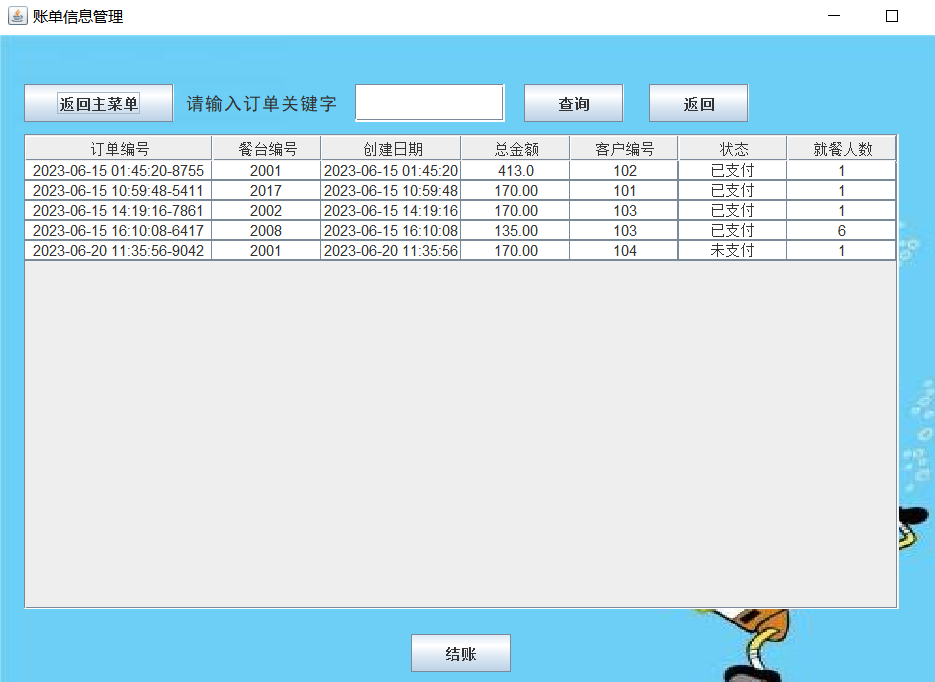 账单信息管理
返回主菜单 请输入订单关键字 查询 返回
订单编号 餐台编号 创建日期 总金额 客户编号 状态 就餐人数
2023-06-15 01:45:20-8755 2001 2023-06-15 01:45:20 413.0 102 已支付 1
2023-06-15 10:59:48-5411 2017 2023-06-15 10:59:48 170.00 101 已支付 1
2023-06-15 14:19:16-7861 2002 2023-06-15 14:19:16 170.00 103 已支付 1
2023-06-15 16:10:08-6417 2008 2023-06-15 16:10:08 135.00 103 已支付 6
2023-06-20 11:35:56-9042 2001 2023-06-20 11:35:56 170.00 104 未支付 1
结账